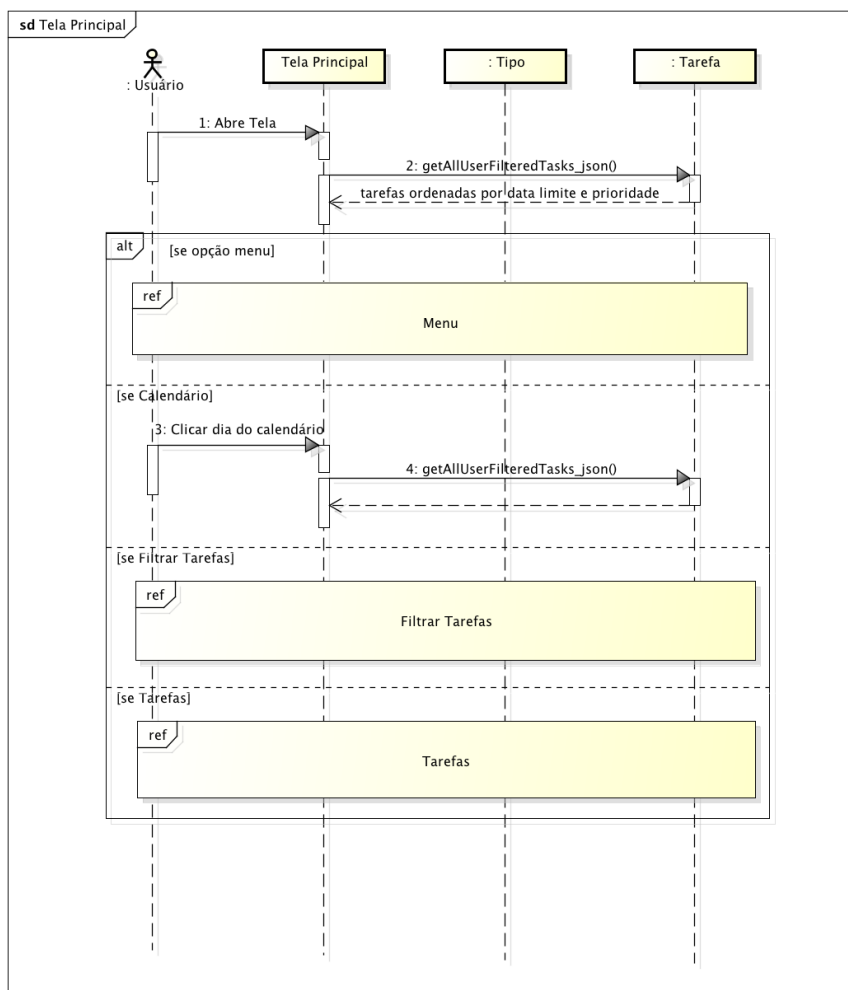 sd Tela Principal
: Usuário
Tela Principal
: Tipo
: Tarefa
1: Abre Tela
2: getAllUserFilteredTasks_json()
tarefas ordenadas por data limite e prioridade
alt
[se opção menu]
ref
Menu
[se Calendário]
3: Clicar dia do calendário
4: getAllUserFilteredTasks_json()
[se Filtrar Tarefas]
ref
Filtrar Tarefas
[se Tarefas]
ref
Tarefas